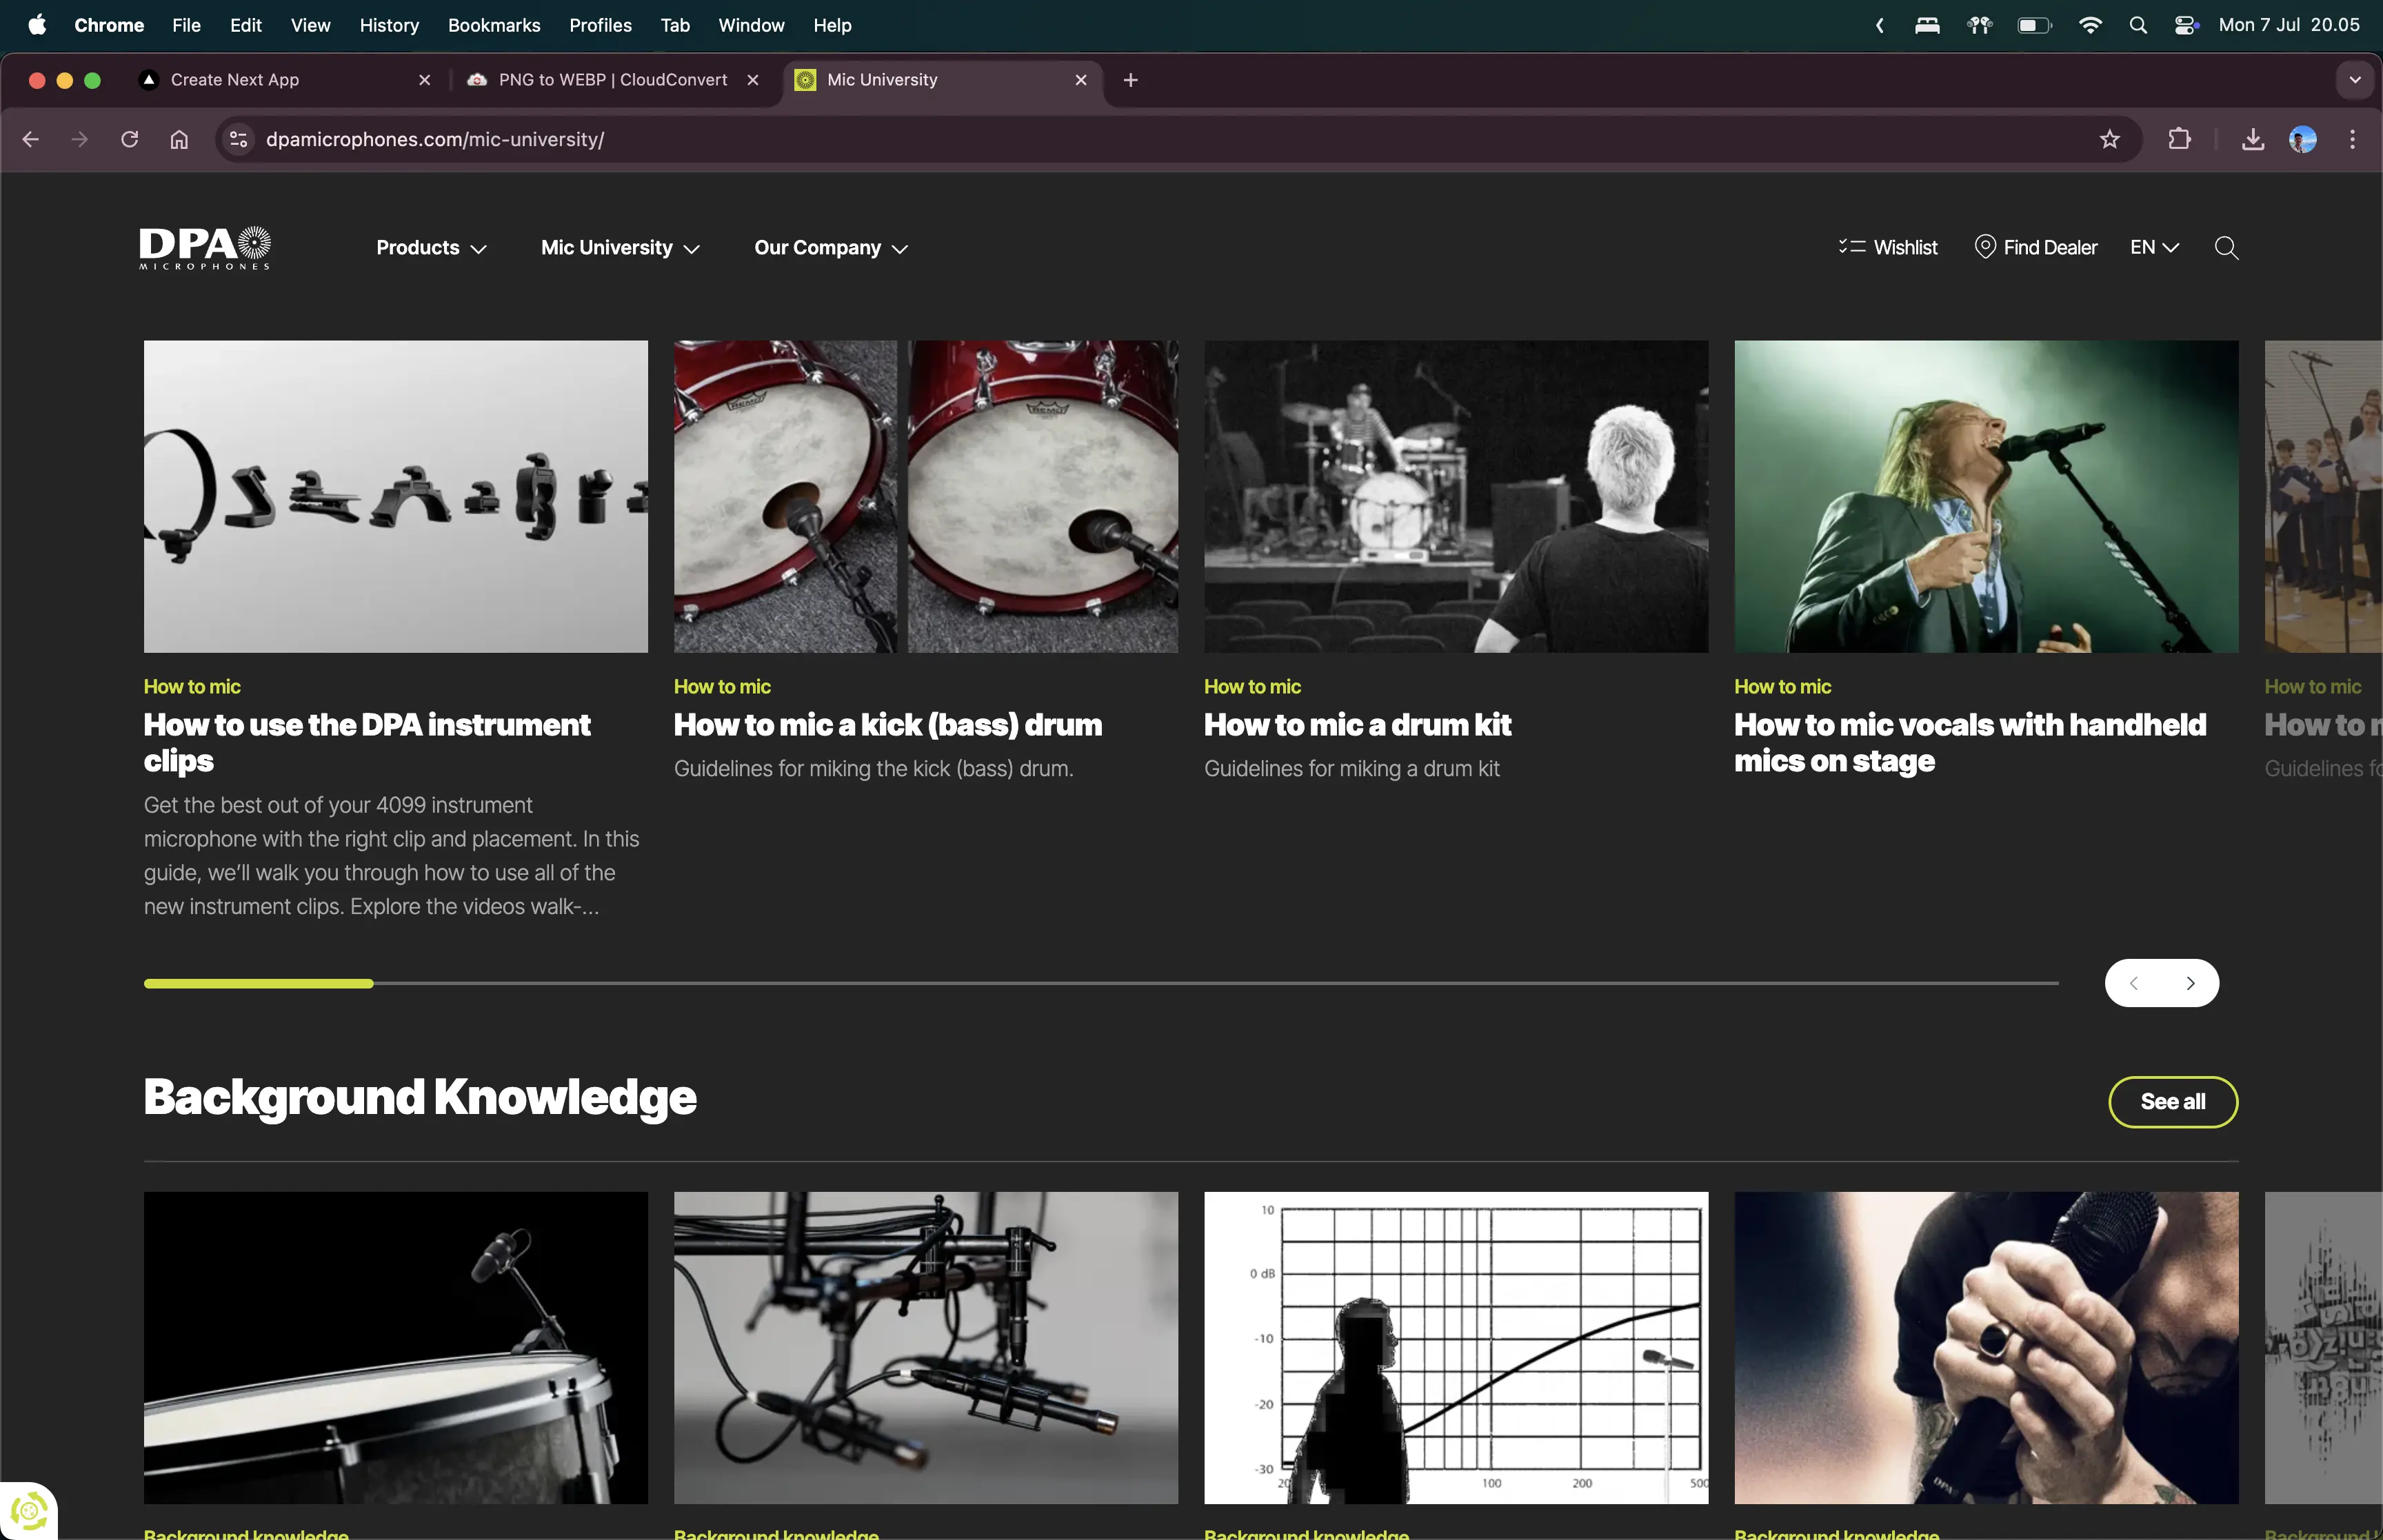 Chrome File Edit View History Bookmarks Profiles Tab Window Help Mon 7 Jul 20.05
Create Next App PNG to WEBP | CloudConvert Mic University
dpamicrophones.com/mic-university/
DPA
MICROPHONES
Products Mic University Our Company Wishlist Find Dealer EN
REMO REMO
How to mic
How to use the DPA instrument
clips
Get the best out of your 4099 instrument
microphone with the right clip and placement. In this
guide, we'll walk you through how to use all of the
new instrument clips. Explore the videos walk-...
How to mic
How to mic a kick (bass) drum
Guidelines for miking the kick (bass) drum.
How to mic
How to mic a drum kit
Guidelines for miking a drum kit
How to mic
How to mic vocals with handheld
mics on stage
How to mic
How to
Guidelines
Background Knowledge
See all
10
0 dB
-10
-20
-30
20 100 200 500
DPA
Background knowledge Background knowledge Background knowledge Background knowledge